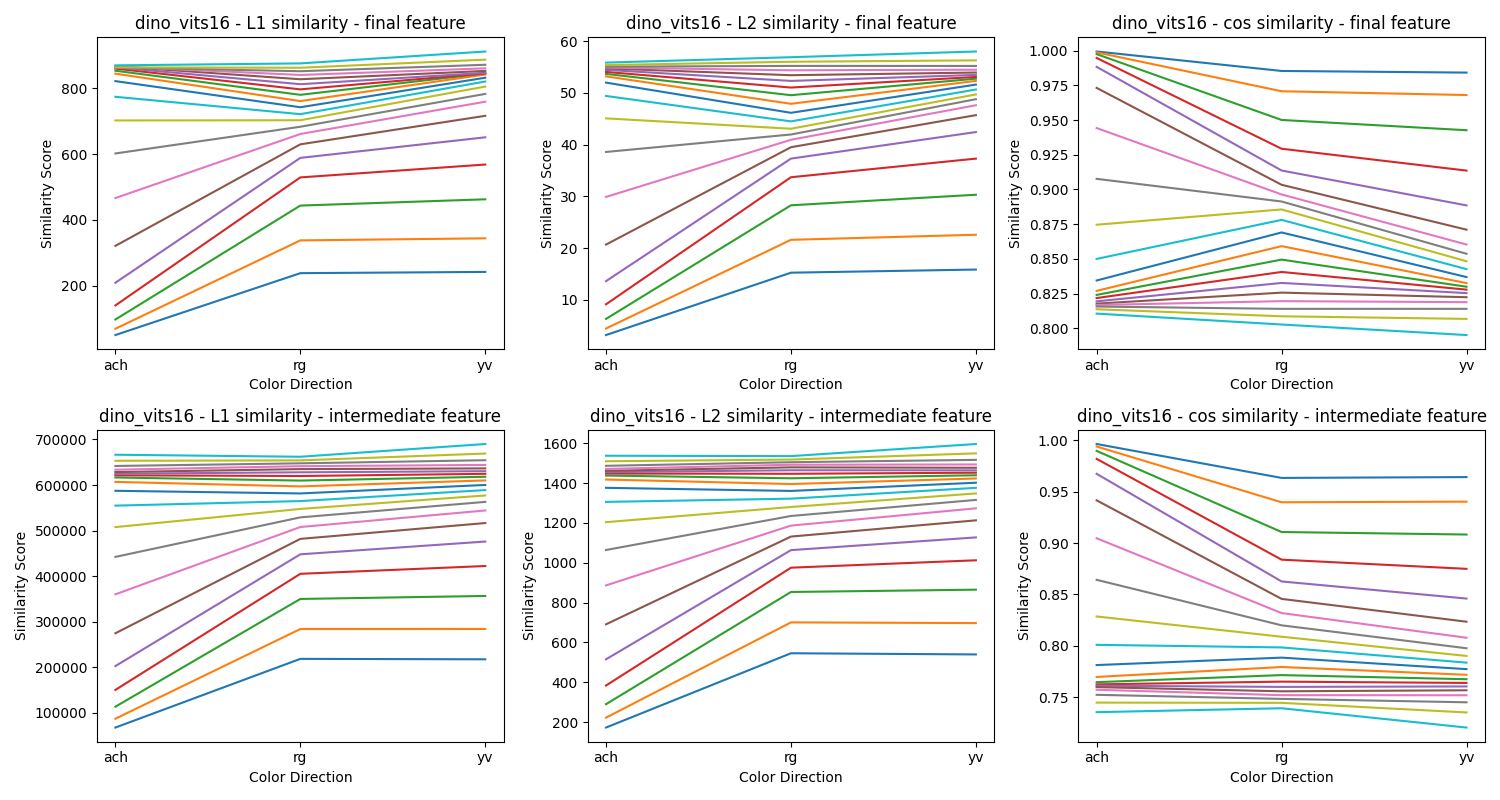 dino_vits16 - L1 similarity - final feature
Similarity Score
800
600
400
200
ach
rg
yv
Color Direction
dino_vits16 - L2 similarity - final feature
Similarity Score
60
50
40
30
20
10
ach
rg
yv
Color Direction
dino_vits16 - cos similarity - final feature
Similarity Score
1.000
0.975
0.950
0.925
0.900
0.875
0.850
0.825
0.800
ach
rg
yv
Color Direction
dino_vits16 - L1 similarity - intermediate feature
Similarity Score
700000
600000
500000
400000
300000
200000
100000
ach
rg
yv
Color Direction
dino_vits16 - L2 similarity - intermediate feature
Similarity Score
1600
1400
1200
1000
800
600
400
200
ach
rg
yv
Color Direction
dino_vits16 - cos similarity - intermediate feature
Similarity Score
1.00
0.95
0.90
0.85
0.80
0.75
ach
rg
yv
Color Direction